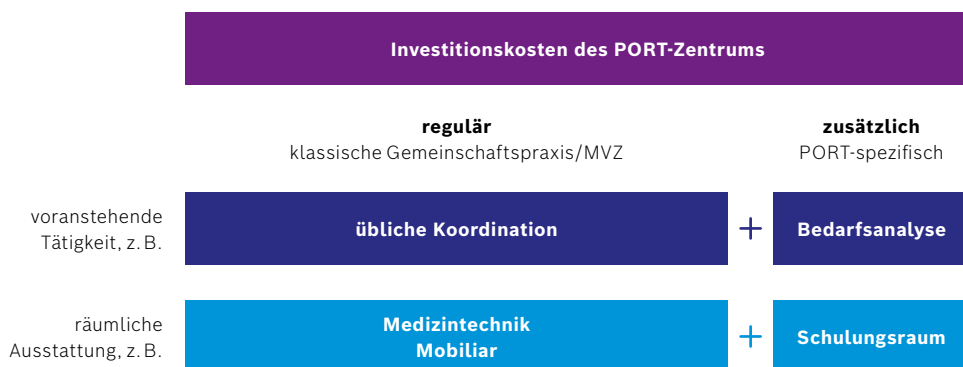 Investitionskosten des PORT-Zentrums
regulär
klassische Gemeinschaftspraxis/MVZ
zusätzlich
PORT-spezifisch
voranstehende
Tätigkeit, z. B.
übliche Koordination
+
Bedarfsanalyse
räumliche
Ausstattung, z. B.
Medizintechnik
Mobiliar
+
Schulungsraum